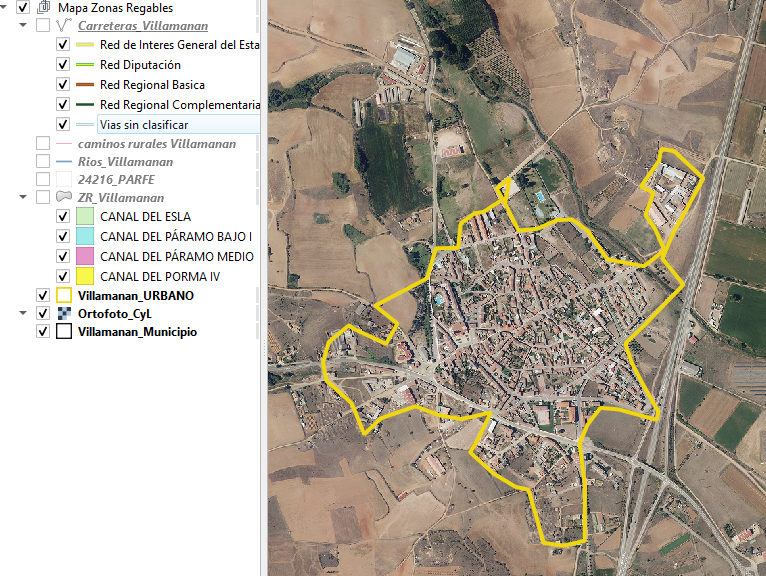 Mapa Zonas Regables
Carreteras_Villamanan
Red de Interes General del Esta
Red Diputación
Red Regional Basica
Red Regional Complementaria
Vias sin clasificar
caminos rurales Villamanan
Rios_Villamanan
24216_PARFE
ZR_Villamanan
CANAL DEL ESLA
CANAL DEL PÁRAMO BAJO I
CANAL DEL PÁRAMO MEDIO
CANAL DEL PORMA IV
Villamanan_URBANO
Ortofoto_CyL
Villamanan_Municipio